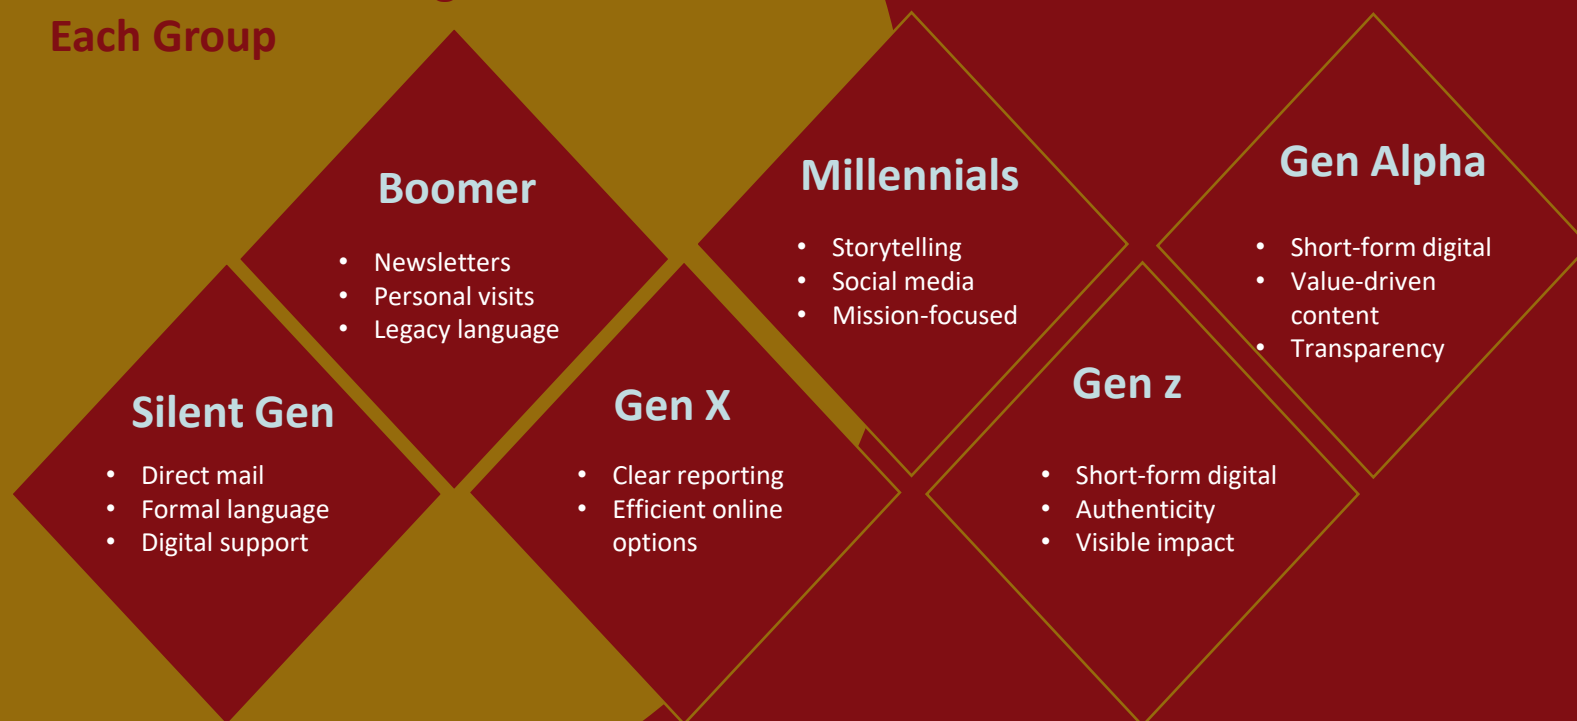 Each Group
Boomer
• Newsletters
• Personal visits
• Legacy language
Millennials
• Storytelling
• Social media
• Mission-focused
Gen Alpha
• Short-form digital
• Value-driven
content
• Transparency
Silent Gen
• Direct mail
• Formal language
• Digital support
Gen X
• Clear reporting
• Efficient online
options
Gen z
• Short-form digital
• Authenticity
• Visible impact